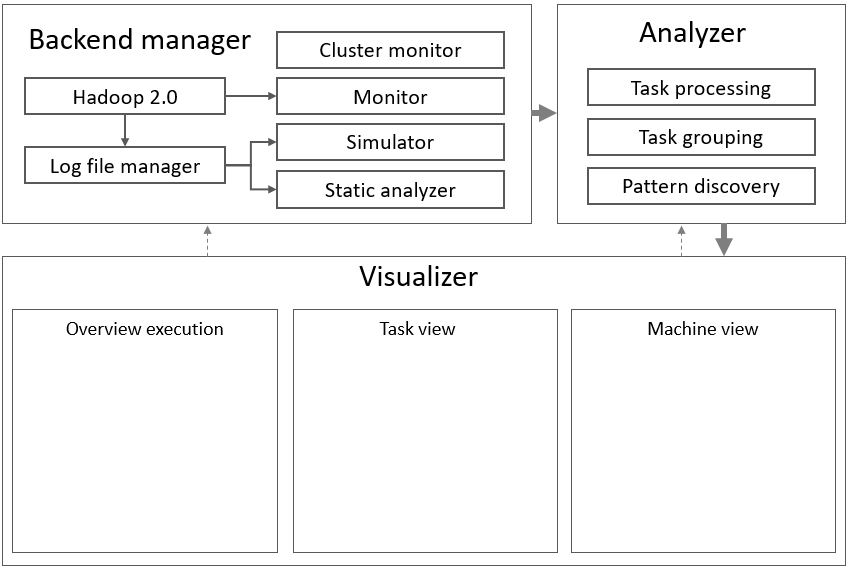 Backend manager
Cluster monitor
Hadoop 2.0
Monitor
Simulator
Log file manager
Static analyzer
Analyzer
Task processing
Task grouping
Pattern discovery
Visualizer
Overview execution
Task view
Machine view